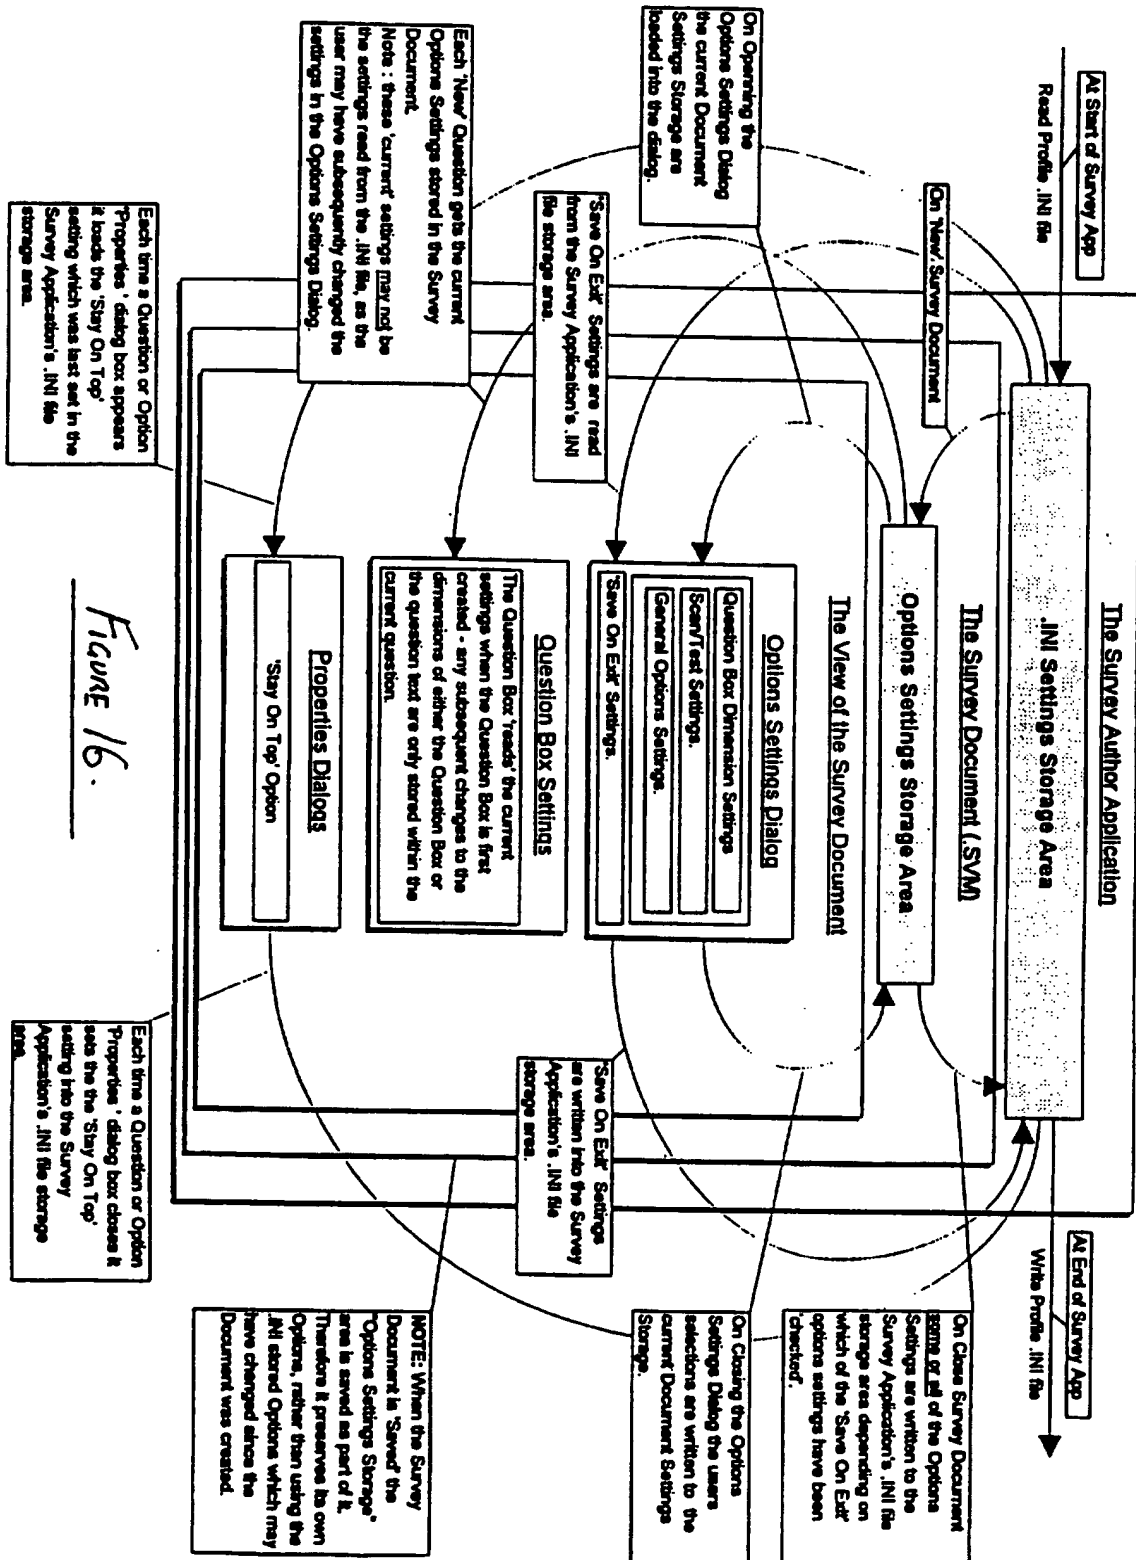 At Start of Survey App
Read Profile .INI file
The Survey Author Application
.INI Settings Storage Area
At End of Survey App
Write Profile .INI file
On 'New' Survey Document
The Survey Document (.SVM)
Options Settings Storage Area
On Close Survey Document
some or all of the Options
Settings are written to the
Survey Application's .INI file
storage area depending on
which of the 'Save On Exit'
options settings have been
'checked'.
On Openning the
Options Settings Dialog
the current Document
Settings Storage are
loaded into the dialog.
The View of the Survey Document
Options Settings Dialog
Question Box Dimension Settings
Scan/Test Settings.
General Options Settings.
'Save On Exit' Settings.
On Closing the Options
Settings Dialog the users
selections are written to the
current Document Settings
Storage.
'Save On Exit' Settings are read
from the Survey Application's .INI
file storage area.
'Save On Exit' Settings
are written into the Survey
Application's .INI file
storage area.
Question Box Settings
The Question Box 'reads' the current
settings when the Question Box is first
created - any subsequent changes to the
dimensions of either the Question Box or
the question text are only stored within the
current question.
Each 'New' Question gets the current
Options Settings stored in the Survey
Document.
Note : these 'current' settings may not be
the settings read from the .INI file, as the
user may have subsequently changed the
settings in the Options Settings Dialog.
NOTE: When the Survey
Document is 'Saved' the
"Options Settings Storage"
area is saved as part of it.
Therefore it preserves its own
Options, rather than using the
.INI stored Options which may
have changed since the
Document was created.
Properties Dialogs
'Stay On Top' Option
Each time a Question or Option
'Properties ' dialog box appears
it loads the 'Stay On Top'
setting which was last set in the
Survey Application's .INI file
storage area.
Each time a Question or Option
'Properties ' dialog box closes it
sets the the 'Stay On Top'
setting into the Survey
Application's .INI file storage
area.
FIGURE 16.